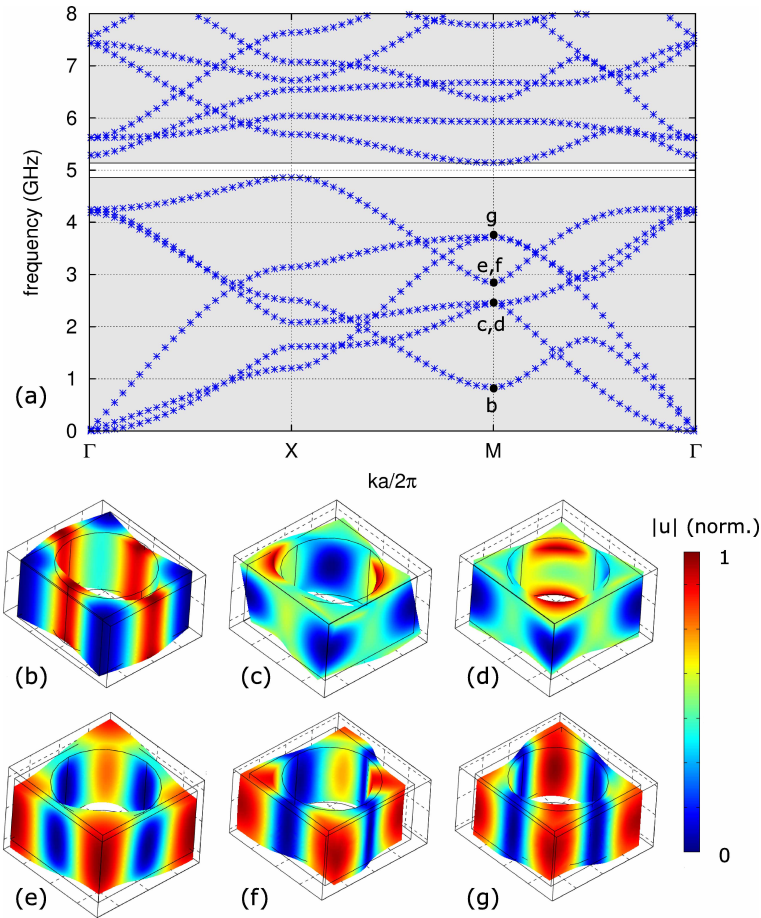 8
7
6
5
4
3
2
1
0
frequency (GHz)
g
e,f
c,d
b
(a)
Γ X M Γ
ka/2π
|u| (norm.)
1
0
(b) (c) (d)
(e) (f) (g)